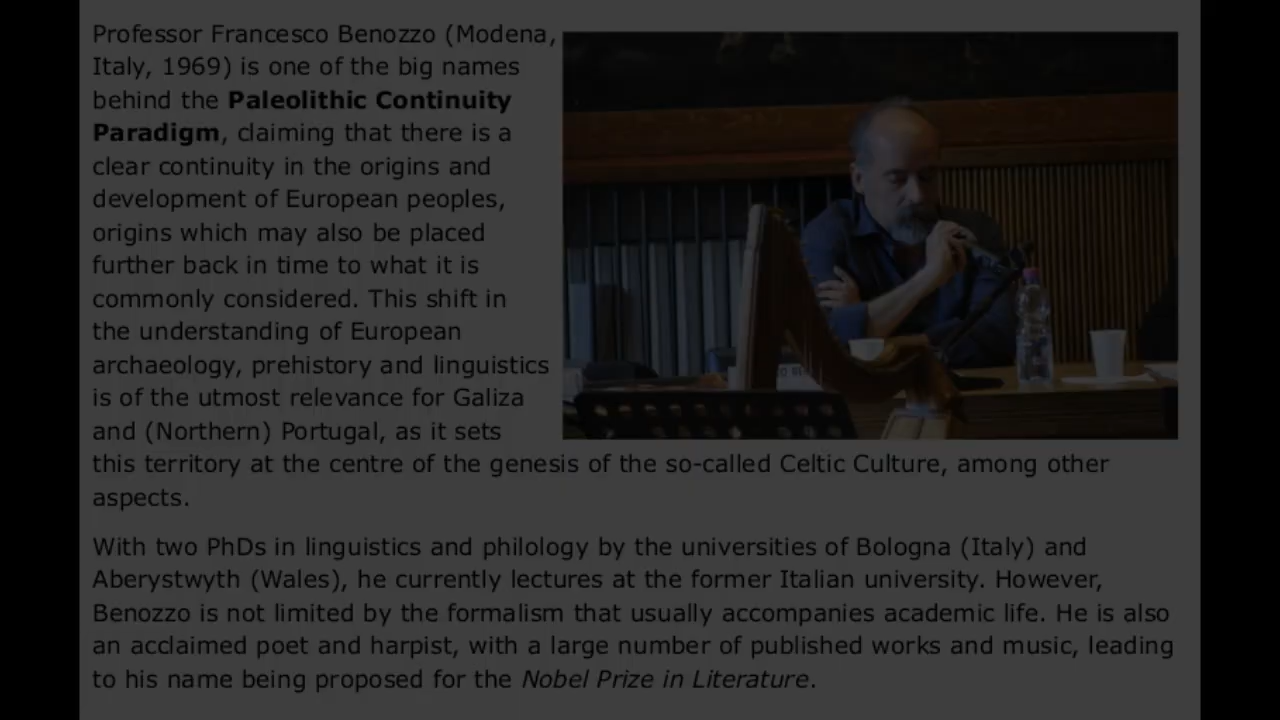 Professor Francesco Benozzo (Modena,
Italy, 1969) is one of the big names
behind the Paleolithic Continuity
Paradigm, claiming that there is a
clear continuity in the origins and
development of European peoples,
origins which may also be placed
further back in time to what it is
commonly considered. This shift in
the understanding of European
archaeology, prehistory and linguistics
is of the utmost relevance for Galiza
and (Northern) Portugal, as it sets
this territory at the centre of the genesis of the so-called Celtic Culture, among other
aspects.
With two PhDs in linguistics and philology by the universities of Bologna (Italy) and
Aberystwyth (Wales), he currently lectures at the former Italian university. However,
Benozzo is not limited by the formalism that usually accompanies academic life. He is also
an acclaimed poet and harpist, with a large number of published works and music, leading
to his name being proposed for the Nobel Prize in Literature.